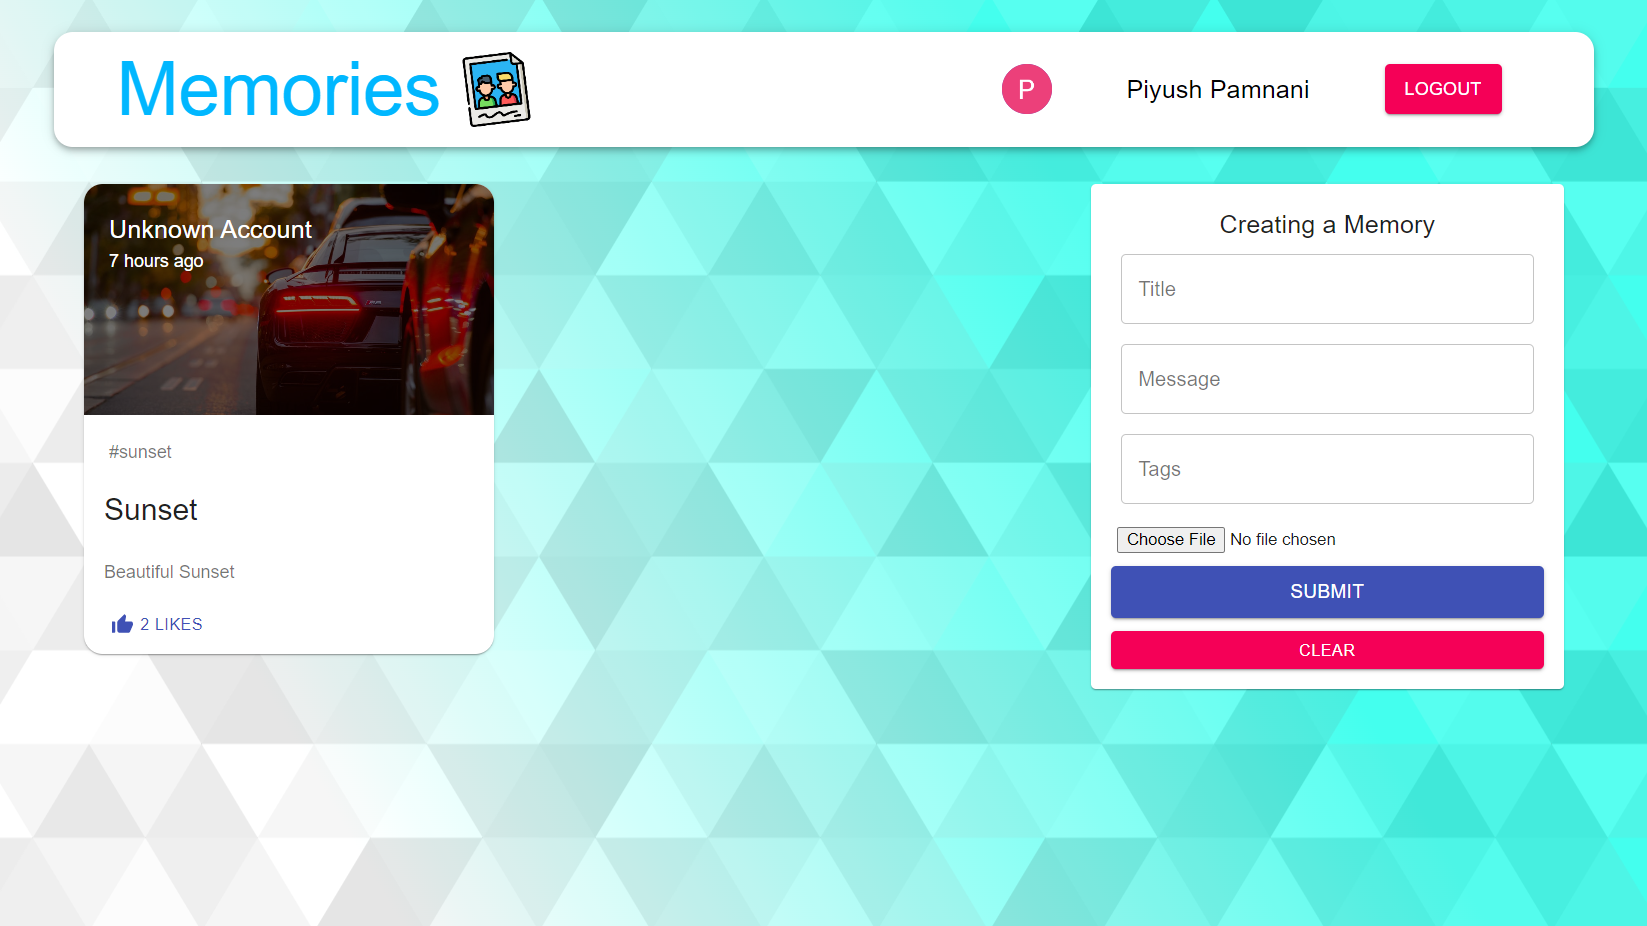 Memories
P
Piyush Pamnani
LOGOUT
Unknown Account
7 hours ago
#sunset
Sunset
Beautiful Sunset
2 LIKES
Creating a Memory
Title
Message
Tags
Choose File No file chosen
SUBMIT
CLEAR